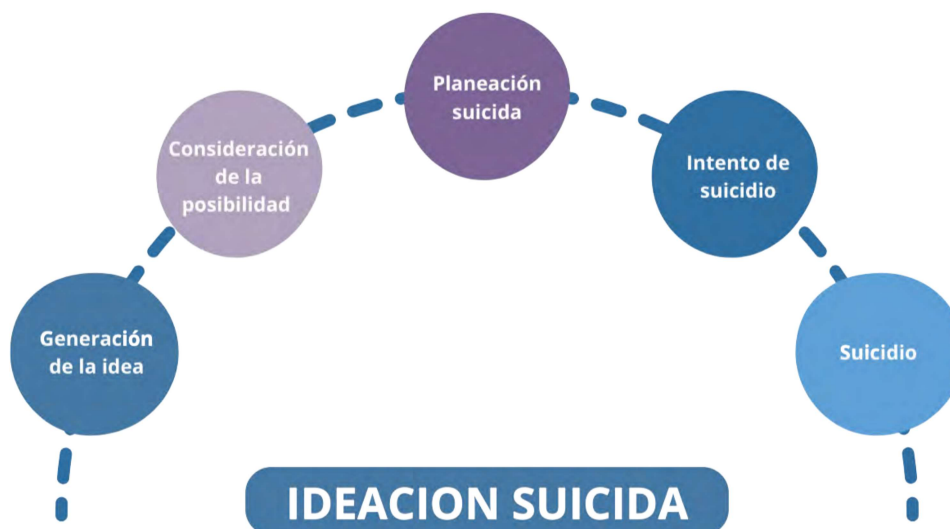 Generación
de la idea
Consideración
de la
posibilidad
Planeación
suicida
Intento de
suicidio
Suicidio
IDEACION SUICIDA